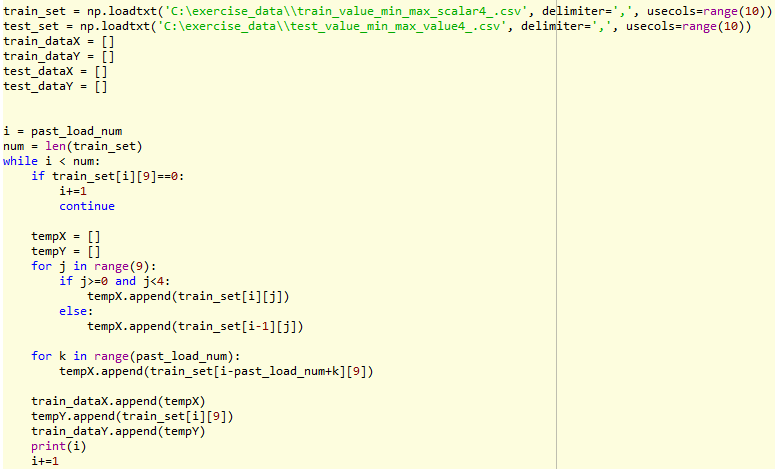 train_set = np.loadtxt('C:\exercise_data\\train_value_min_max_scalar4_.csv', delimiter=',', usecols=range(10))
test_set = np.loadtxt('C:\exercise_data\\test_value_min_max_value4_.csv', delimiter=',', usecols=range(10))
train_dataX = []
train_dataY = []
test_dataX = []
test_dataY = []
i = past_load_num
num = len(train_set)
while i < num:
    if train_set[i][9]==0:
        i+=1
        continue
    tempX = []
    tempY = []
    for j in range(9):
        if j>=0 and j<4:
            tempX.append(train_set[i][j])
        else:
            tempX.append(train_set[i-1][j])
    for k in range(past_load_num):
        tempX.append(train_set[i-past_load_num+k][9])
    train_dataX.append(tempX)
    tempY.append(train_set[i][9])
    train_dataY.append(tempY)
    print(i)
    i+=1